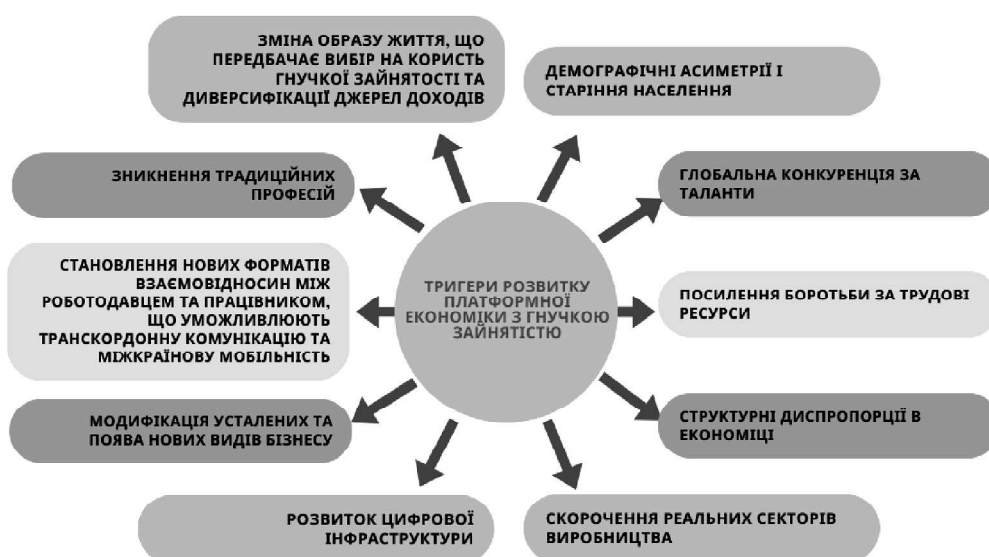 ЗМІНА ОБРАЗУ ЖИТТЯ, ЩО
ПЕРЕДБАЧАЄ ВИБІР НА КОРИСТЬ
ГНУЧКОЇ ЗАЙНЯТОСТІ ТА
ДИВЕРСИФІКАЦІЇ ДЖЕРЕЛ ДОХОДІВ
ДЕМОГРАФІЧНІ АСИМЕТРІЇ І
СТАРІННЯ НАСЕЛЕННЯ
ЗНИКНЕННЯ ТРАДИЦІЙНИХ
ПРОФЕСІЙ
ГЛОБАЛЬНА КОНКУРЕНЦІЯ ЗА
ТАЛАНТИ
СТАНОВЛЕННЯ НОВИХ ФОРМАТІВ
ВЗАЄМОВІДНОСИН МІЖ
РОБОТОДАВЦЕМ ТА ПРАЦІВНИКОМ,
ЩО УМОЖЛИВЛЮЮТЬ
ТРАНСКОРДОННУ КОМУНІКАЦІЮ ТА
МІЖКРАЇНОВУ МОБІЛЬНІСТЬ
ТРИГЕРИ РОЗВИТКУ
ПЛАТФОРМНОЇ
ЕКОНОМІКИ З ГНУЧКОЮ
ЗАЙНЯТІСТЮ
ПОСИЛЕННЯ БОРОТЬБИ ЗА ТРУДОВІ
РЕСУРСИ
МОДИФІКАЦІЯ УСТАЛЕНИХ ТА
ПОЯВА НОВИХ ВИДІВ БІЗНЕСУ
СТРУКТУРНІ ДИСПРОПОРЦІЇ В
ЕКОНОМІЦІ
РОЗВИТОК ЦИФРОВОЇ
ІНФРАСТРУКТУРИ
СКОРОЧЕННЯ РЕАЛЬНИХ СЕКТОРІВ
ВИРОБНИЦТВА